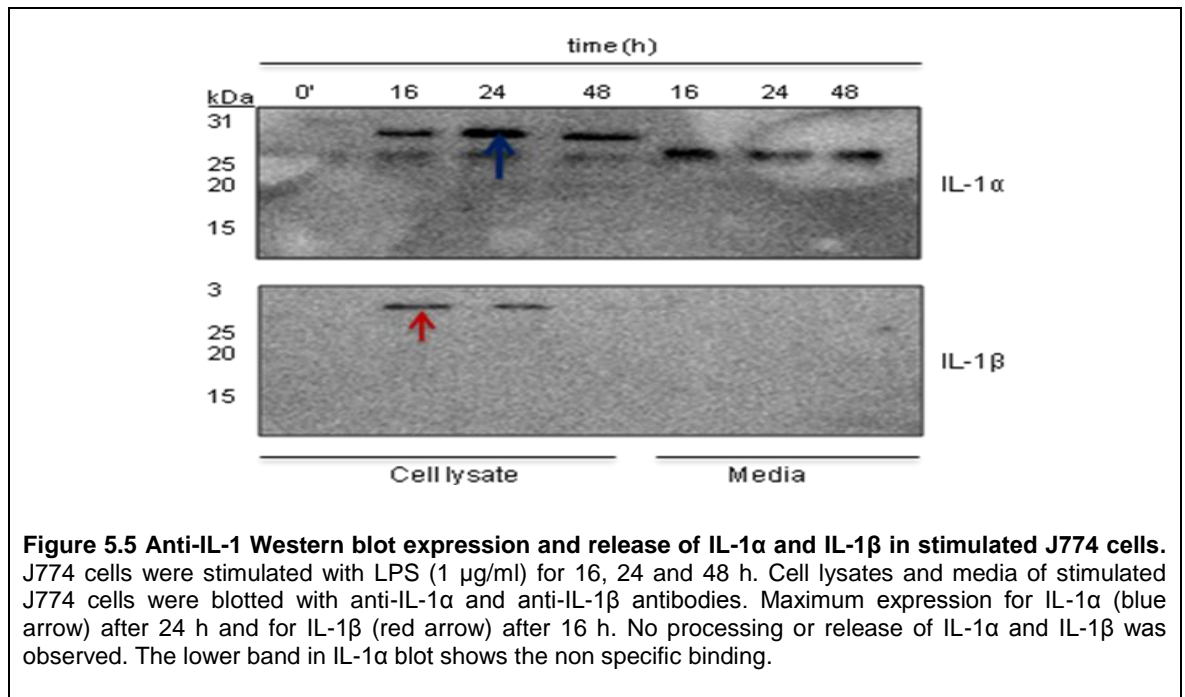 time(h)
kDa 0' 16 24 48 16 24 48
31
25
20
15
IL-1α
3
25
20
15
IL-1β
Cell lysate Media
Figure 5.5 Anti-IL-1 Western blot expression and release of IL-1α and IL-1β in stimulated J774 cells.
J774 cells were stimulated with LPS (1 µg/ml) for 16, 24 and 48 h. Cell lysates and media of stimulated
J774 cells were blotted with anti-IL-1α and anti-IL-1β antibodies. Maximum expression for IL-1α (blue
arrow) after 24 h and for IL-1β (red arrow) after 16 h. No processing or release of IL-1α and IL-1β was
observed. The lower band in IL-1α blot shows the non specific binding.